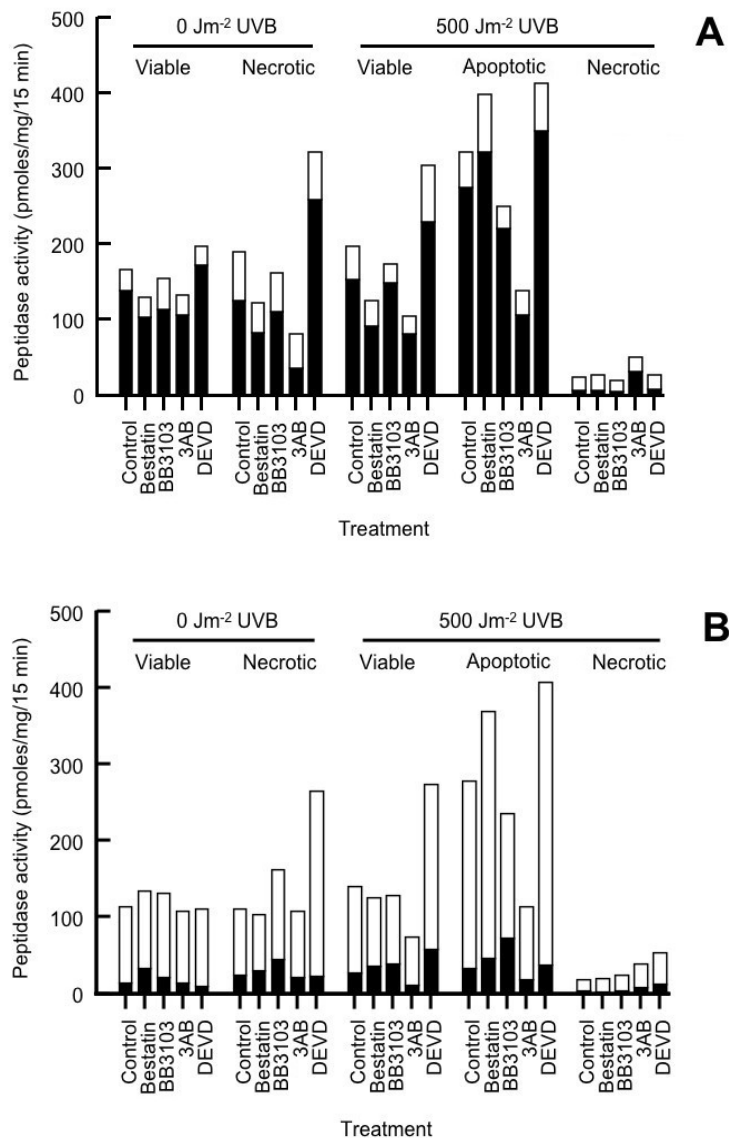 A
0 Jm-2 UVB 500 Jm-2 UVB
Viable Necrotic Viable Apoptotic Necrotic
Peptidase activity (pmoles/mg/15 min)
500
400
300
200
100
0
Control Bestatin BB3103 3AB DEVD Control Bestatin BB3103 3AB DEVD Control Bestatin BB3103 3AB DEVD Control Bestatin BB3103 3AB DEVD Control Bestatin BB3103 3AB DEVD
Treatment
B
0 Jm-2 UVB 500 Jm-2 UVB
Viable Necrotic Viable Apoptotic Necrotic
Peptidase activity (pmoles/mg/15 min)
500
400
300
200
100
0
Control Bestatin BB3103 3AB DEVD Control Bestatin BB3103 3AB DEVD Control Bestatin BB3103 3AB DEVD Control Bestatin BB3103 3AB DEVD Control Bestatin BB3103 3AB DEVD
Treatment